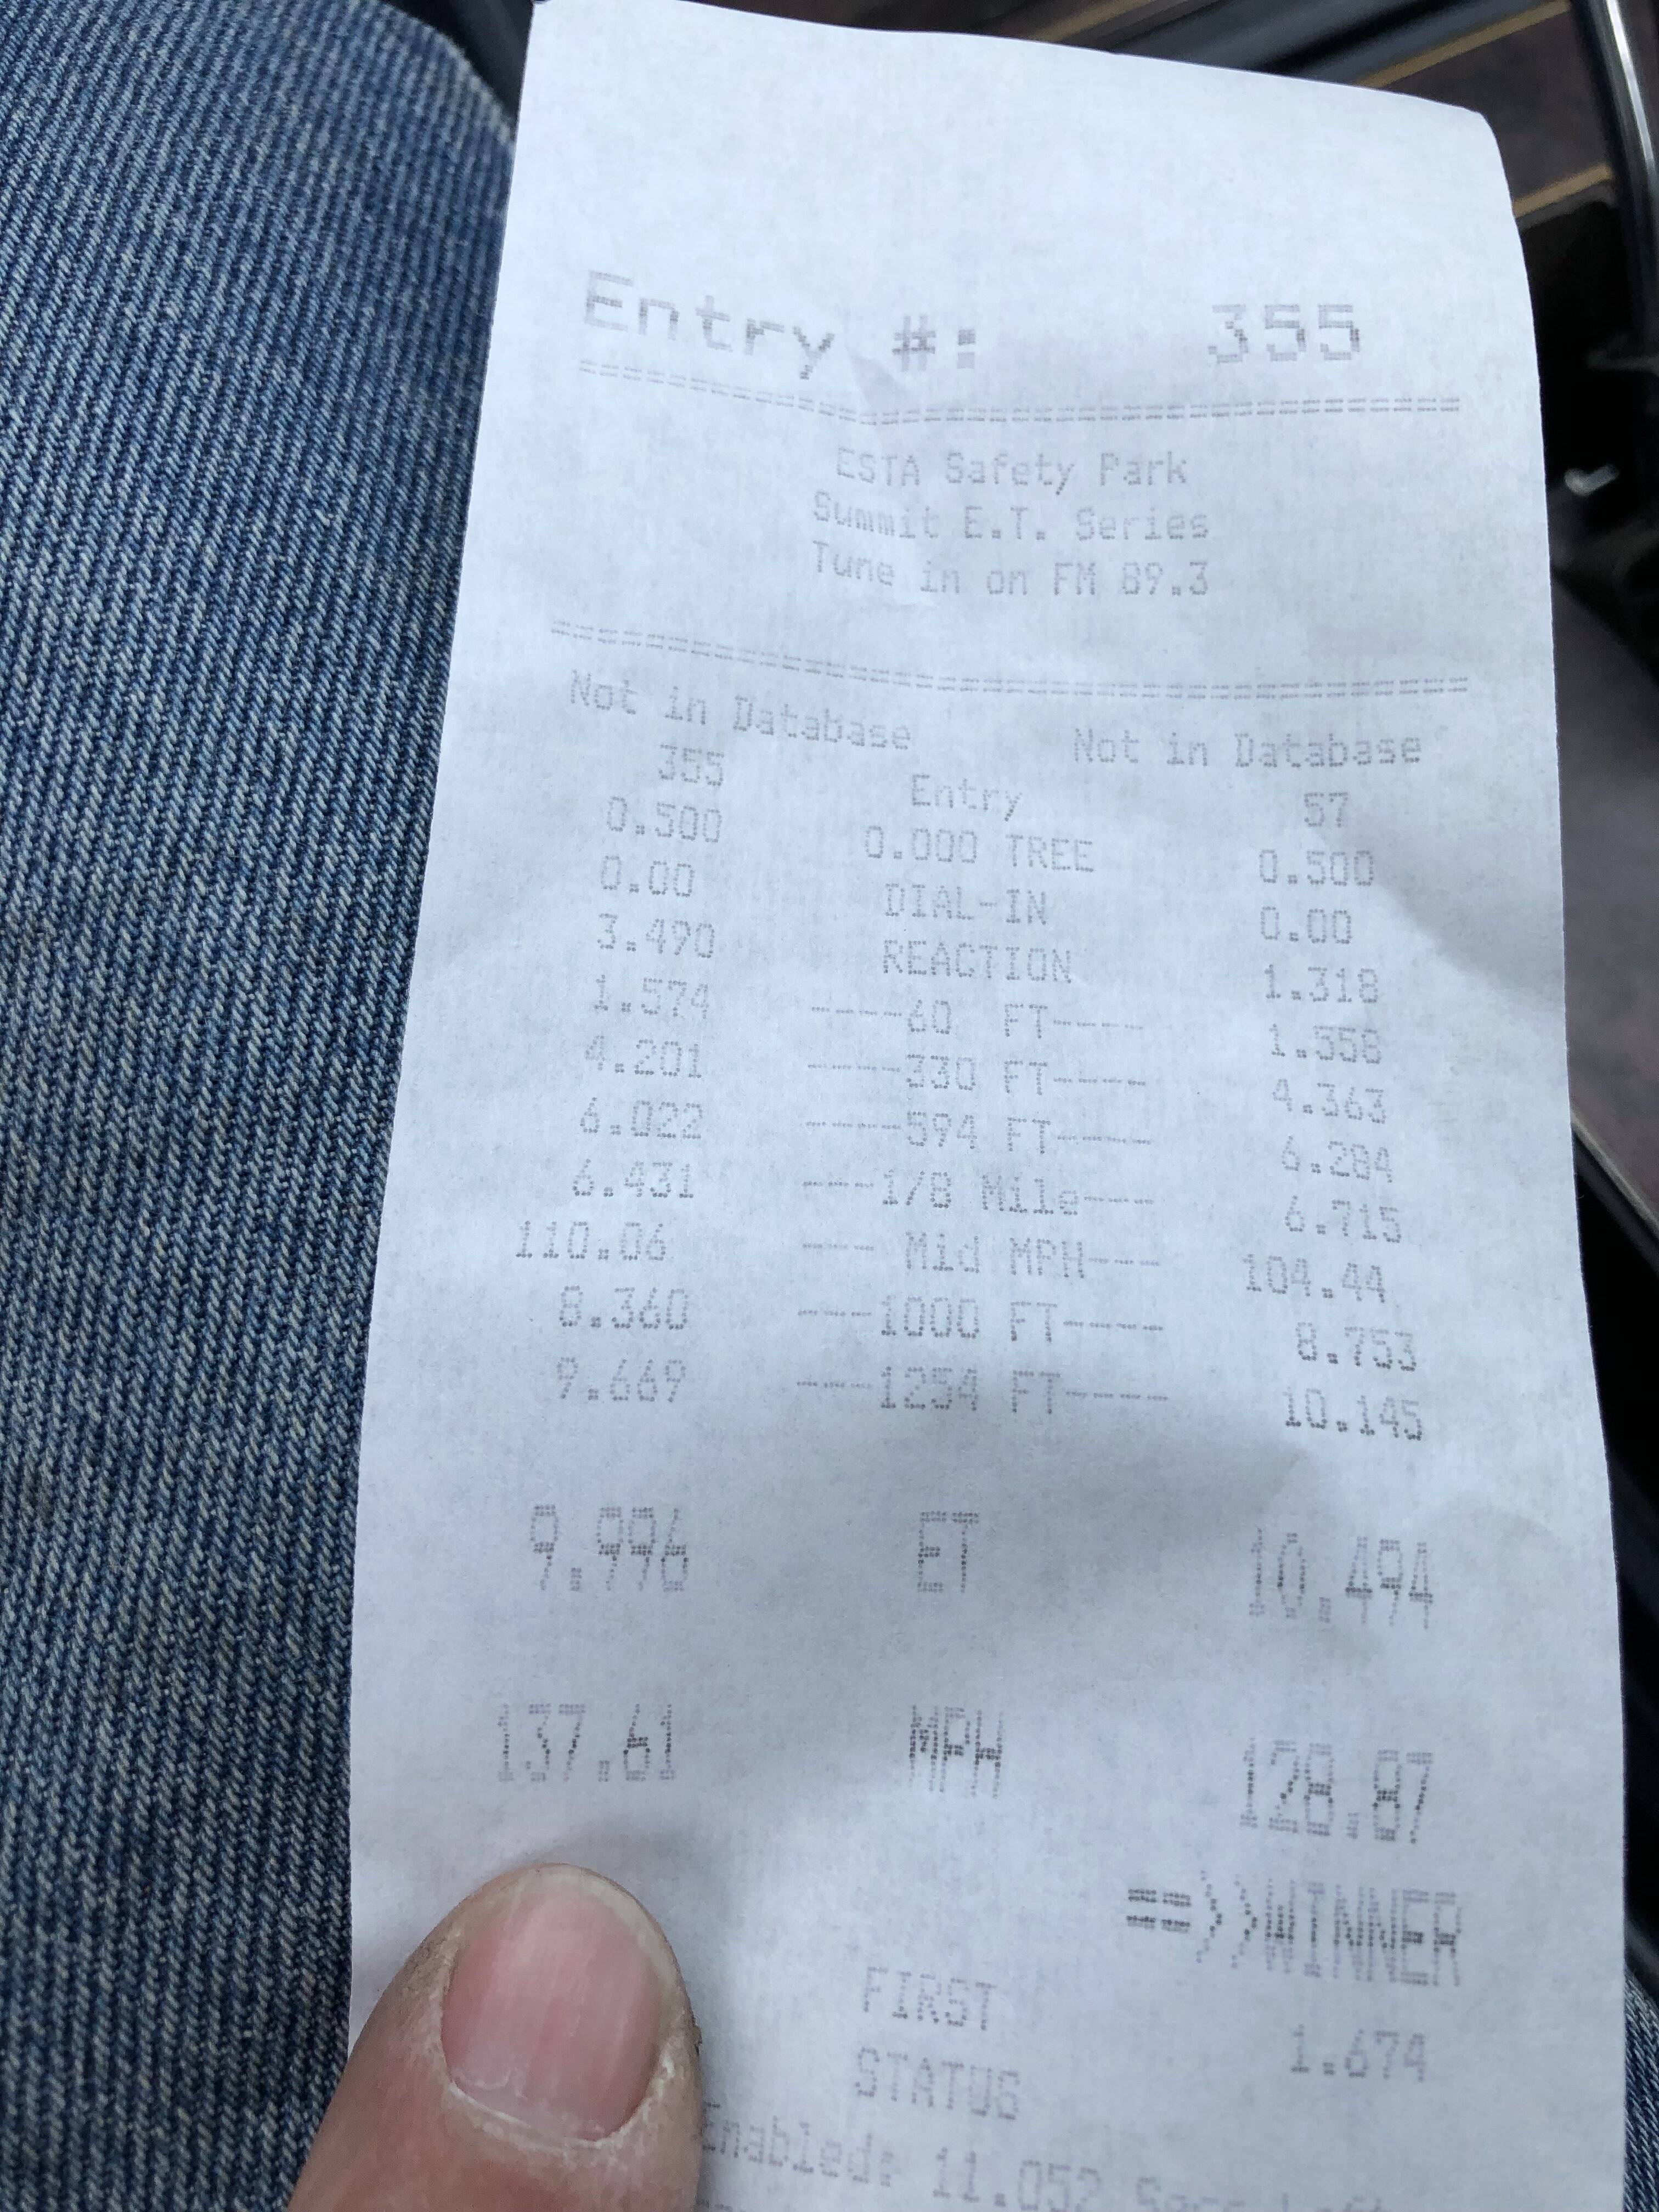 Entry #: 355
ESTA Safety Park
Summit E.T. Series
Tune in on FM 89.3
Not in Database Not in Database
355 Entry 57
0.500 0.000 TREE 0.500
0.00 DIAL-IN 0.00
3.490 REACTION 1.318
1.574 ----60 FT---- 1.558
4.201 ----330 FT---- 4.363
6.022 ----594 FT---- 6.284
6.431 ---1/8 Mile---- 6.715
110.06 --- Mid MPH---- 104.44
8.360 ---1000 FT---- 8.753
9.669 ---1254 FT---- 10.145
9.996 ET 10.494
137.61 MPH 128.87
==>>WINNER
FIRST 1.674
STATUS
Enabled: 11.052